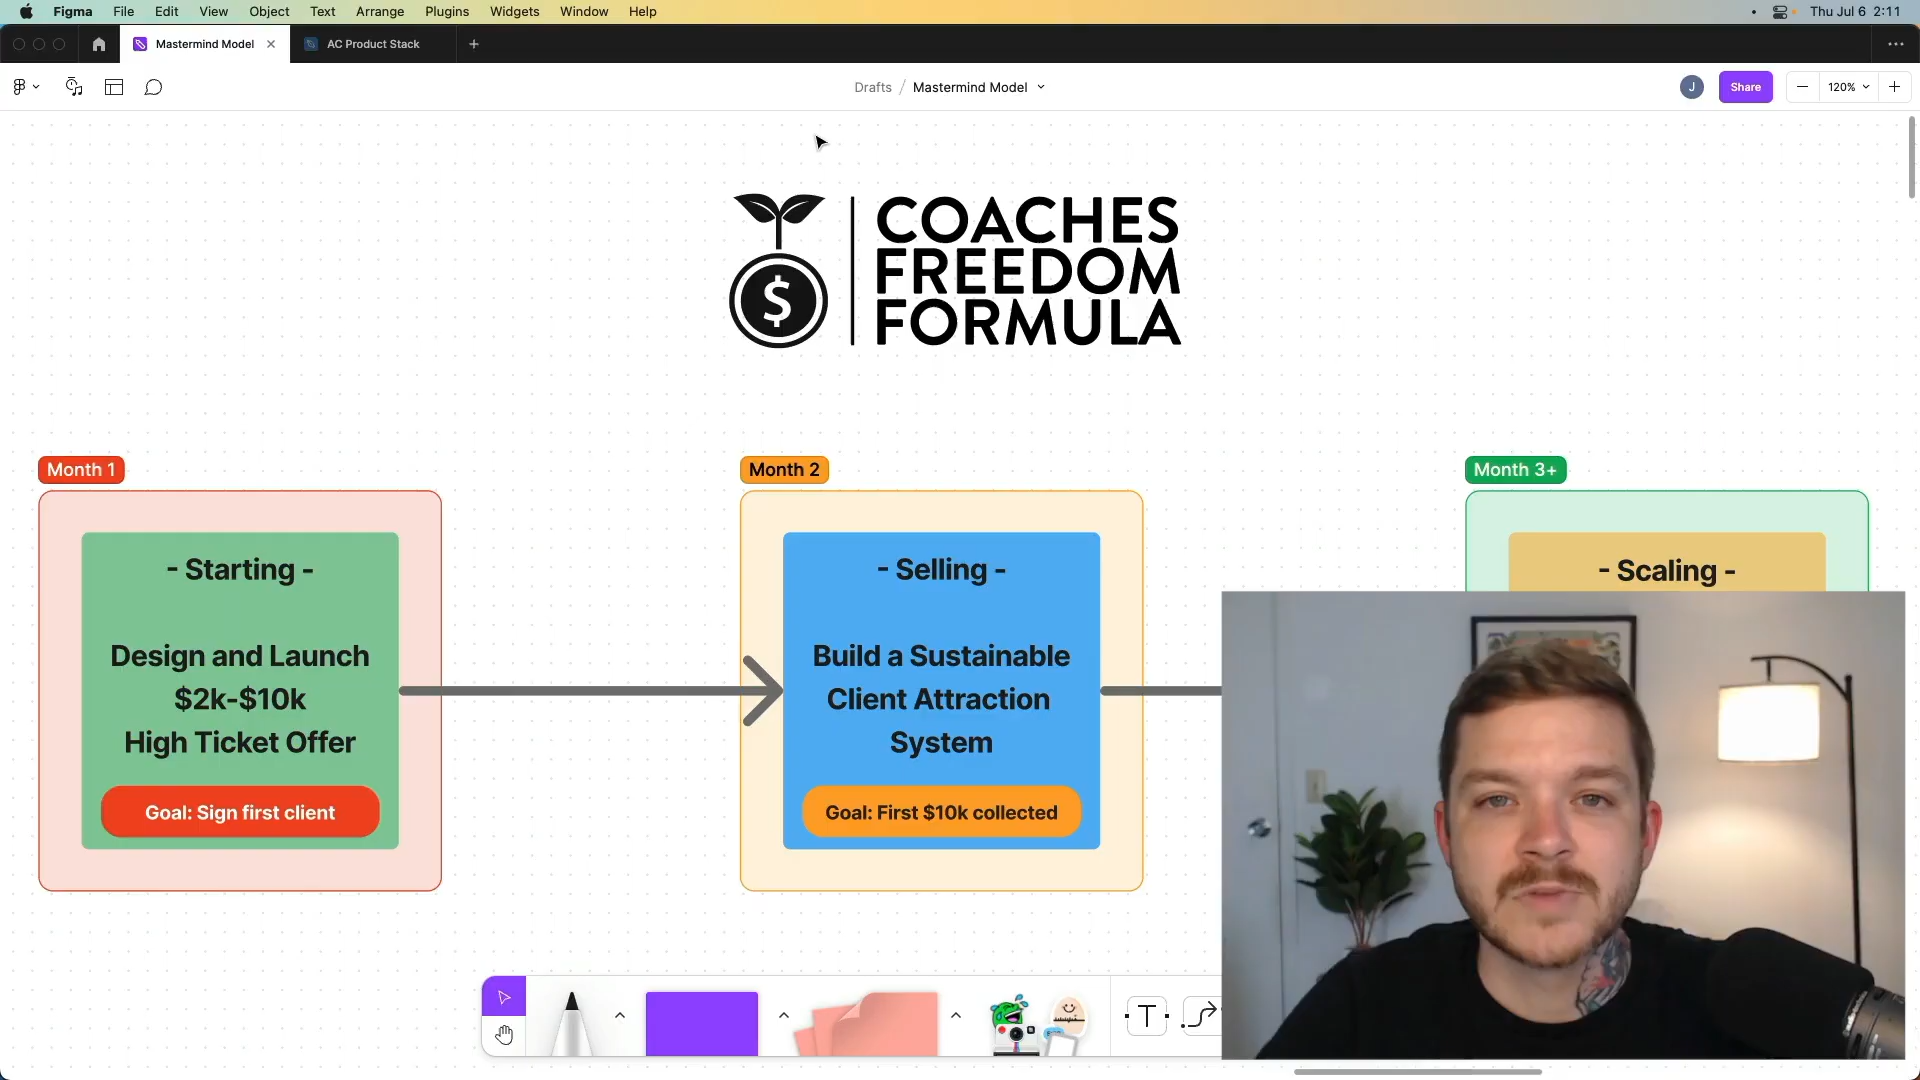 Figma File Edit View Object Text Arrange Plugins Widgets Window Help
Thu Jul 6 2:11
Mastermind Model
AC Product Stack
Drafts / Mastermind Model
J
Share
120%
COACHES
FREEDOM
FORMULA
$
Month 1
- Starting -
Design and Launch
$2k-$10k
High Ticket Offer
Goal: Sign first client
Month 2
- Selling -
Build a Sustainable
Client Attraction
System
Goal: First $10k collected
Month 3+
- Scaling -
T